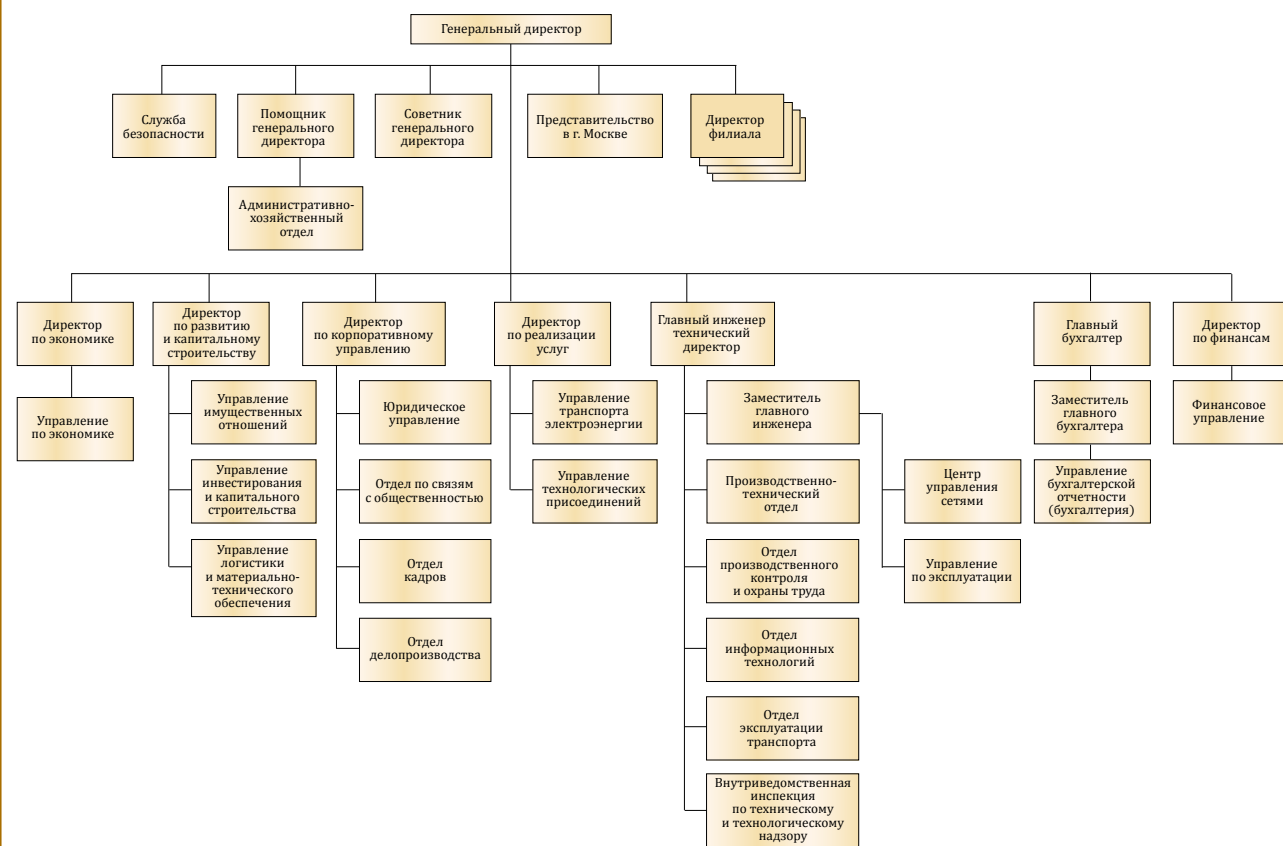 Генеральный директор
Служба
безопасности
Помощник
генерального
директора
Советник
генерального
директора
Представительство
в г. Москве
Директор
филиала
Административно-
хозяйственный
отдел
Директор
по экономике
Директор
по развитию
и капитальному
строительству
Директор
по корпоративному
управлению
Директор
по реализации
услуг
Главный инженер
технический
директор
Главный
бухгалтер
Директор
по финансам
Управление
по экономике
Управление
имущественных
отношений
Управление
инвестирования
и капитального
строительства
Управление
логистики
и материально-
технического
обеспечения
Юридическое
управление
Отдел по связям
с общественностью
Отдел
кадров
Отдел
делопроизводства
Управление
транспорта
электроэнергии
Управление
технологических
присоединений
Заместитель
главного
инженера
Производственно-
технический
отдел
Отдел
производственного
контроля
и охраны труда
Отдел
информационных
технологий
Отдел
эксплуатации
транспорта
Внутриведомственная
инспекция
по техническому
и технологическому
надзору
Центр
управления
сетями
Управление
по эксплуатации
Заместитель
главного
бухгалтера
Управление
бухгалтерской
отчетности
(бухгалтерия)
Финансовое
управление